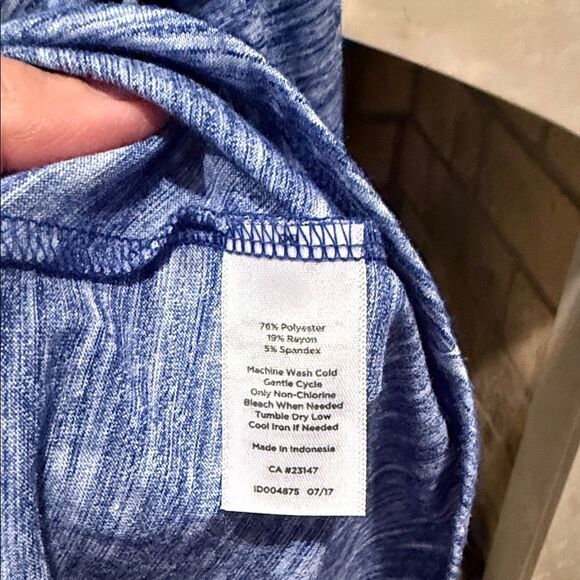 76% Polyester
19% Rayon
5% Spandex
Machine Wash Cold
Gentle Cycle
Only Non-Chlorine
Bleach When Needed
Tumble Dry Low
Cool Iron If Needed
Made in Indonesia
CA #23147
ID004875 07/17